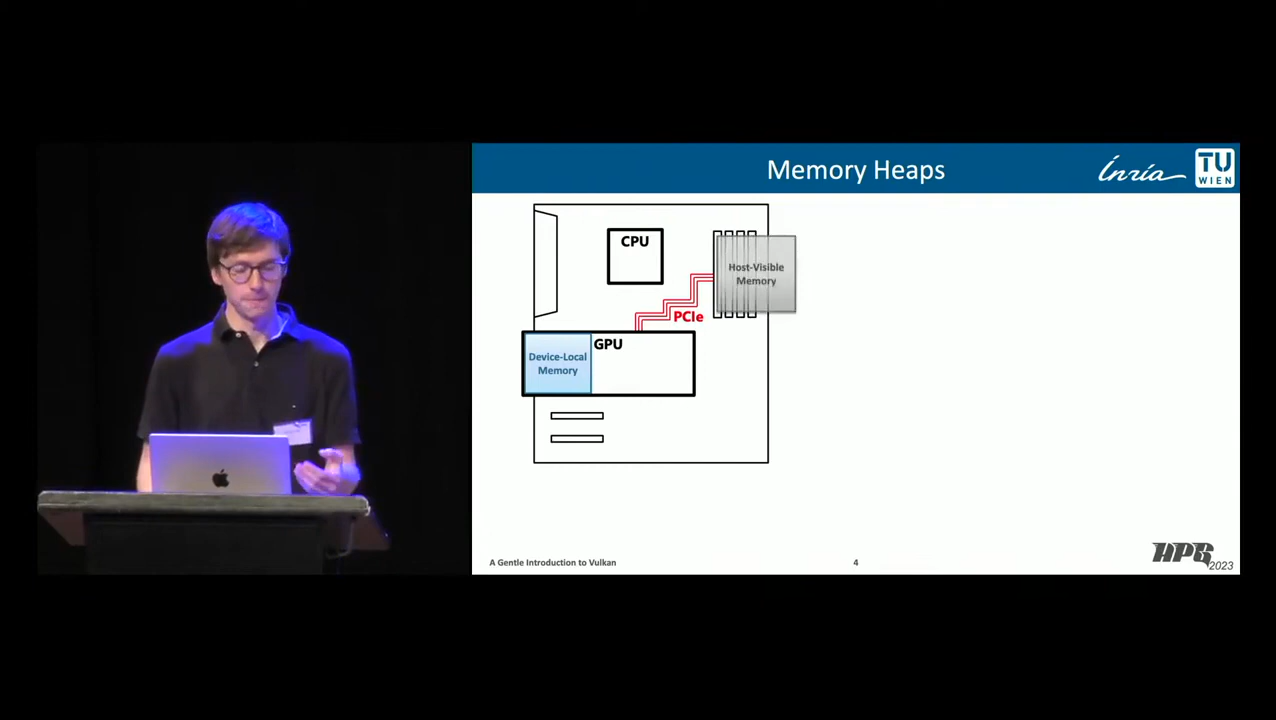 Memory Heaps
Inria
TU
WIEN
CPU
Host-Visible
Memory
PCIe
GPU
Device-Local
Memory
A Gentle Introduction to Vulkan
4
HPG
2023